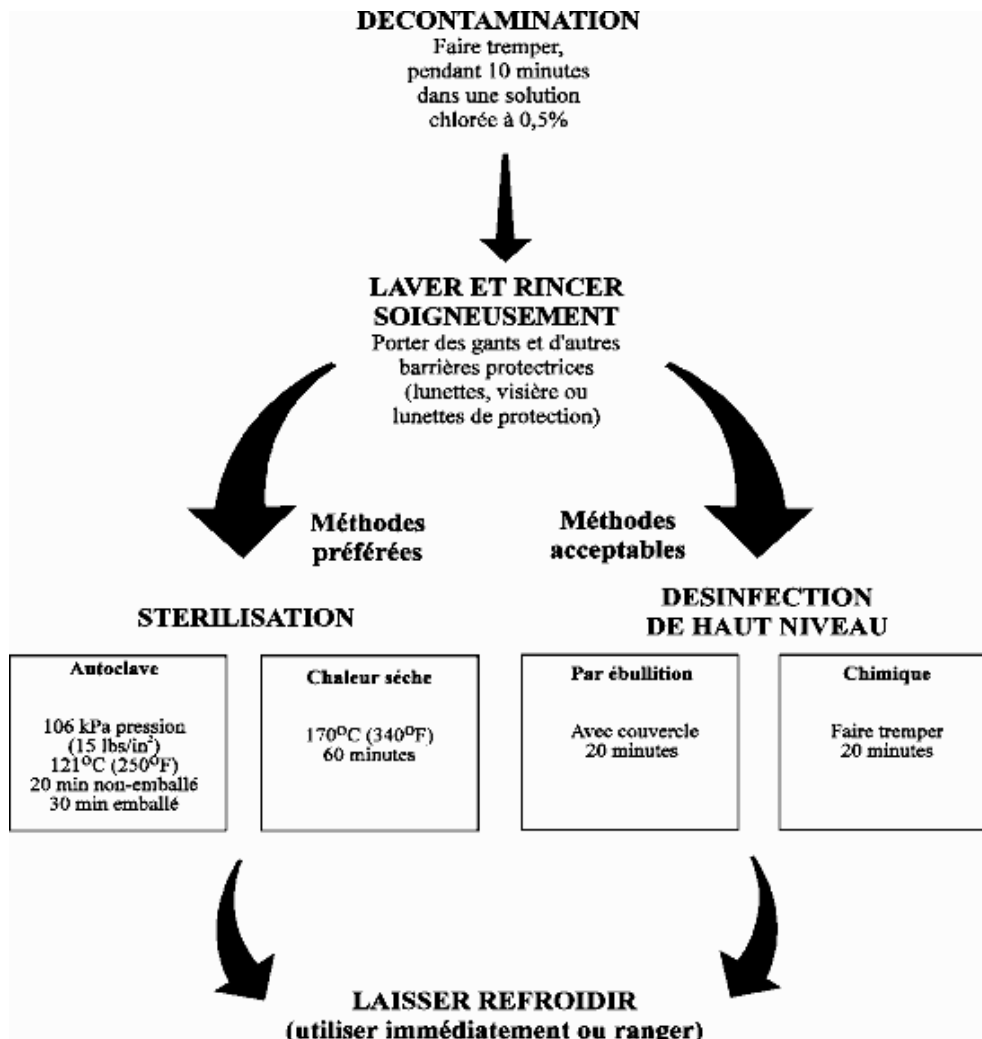 DECONTAMINATION
Faire tremper,
pendant 10 minutes
dans une solution
chlorée à 0,5%
LAVER ET RINCER
SOIGNEUSEMENT
Porter des gants et d'autres
barrières protectrices
(lunettes, visière ou
lunettes de protection)
Méthodes
préférées
Méthodes
acceptables
STERILISATION
DESINFECTION
DE HAUT NIVEAU
Autoclave
106 kPa pression
(15 lbs/in²)
121°C (250°F)
20 min non-emballé
30 min emballé
Chaleur séche
170°C (340°F)
60 minutes
Par ébullition
Avec couvercle
20 minutes
Chimique
Faire tremper
20 minutes
LAISSER REFROIDIR
(utiliser immédiatement ou ranger)